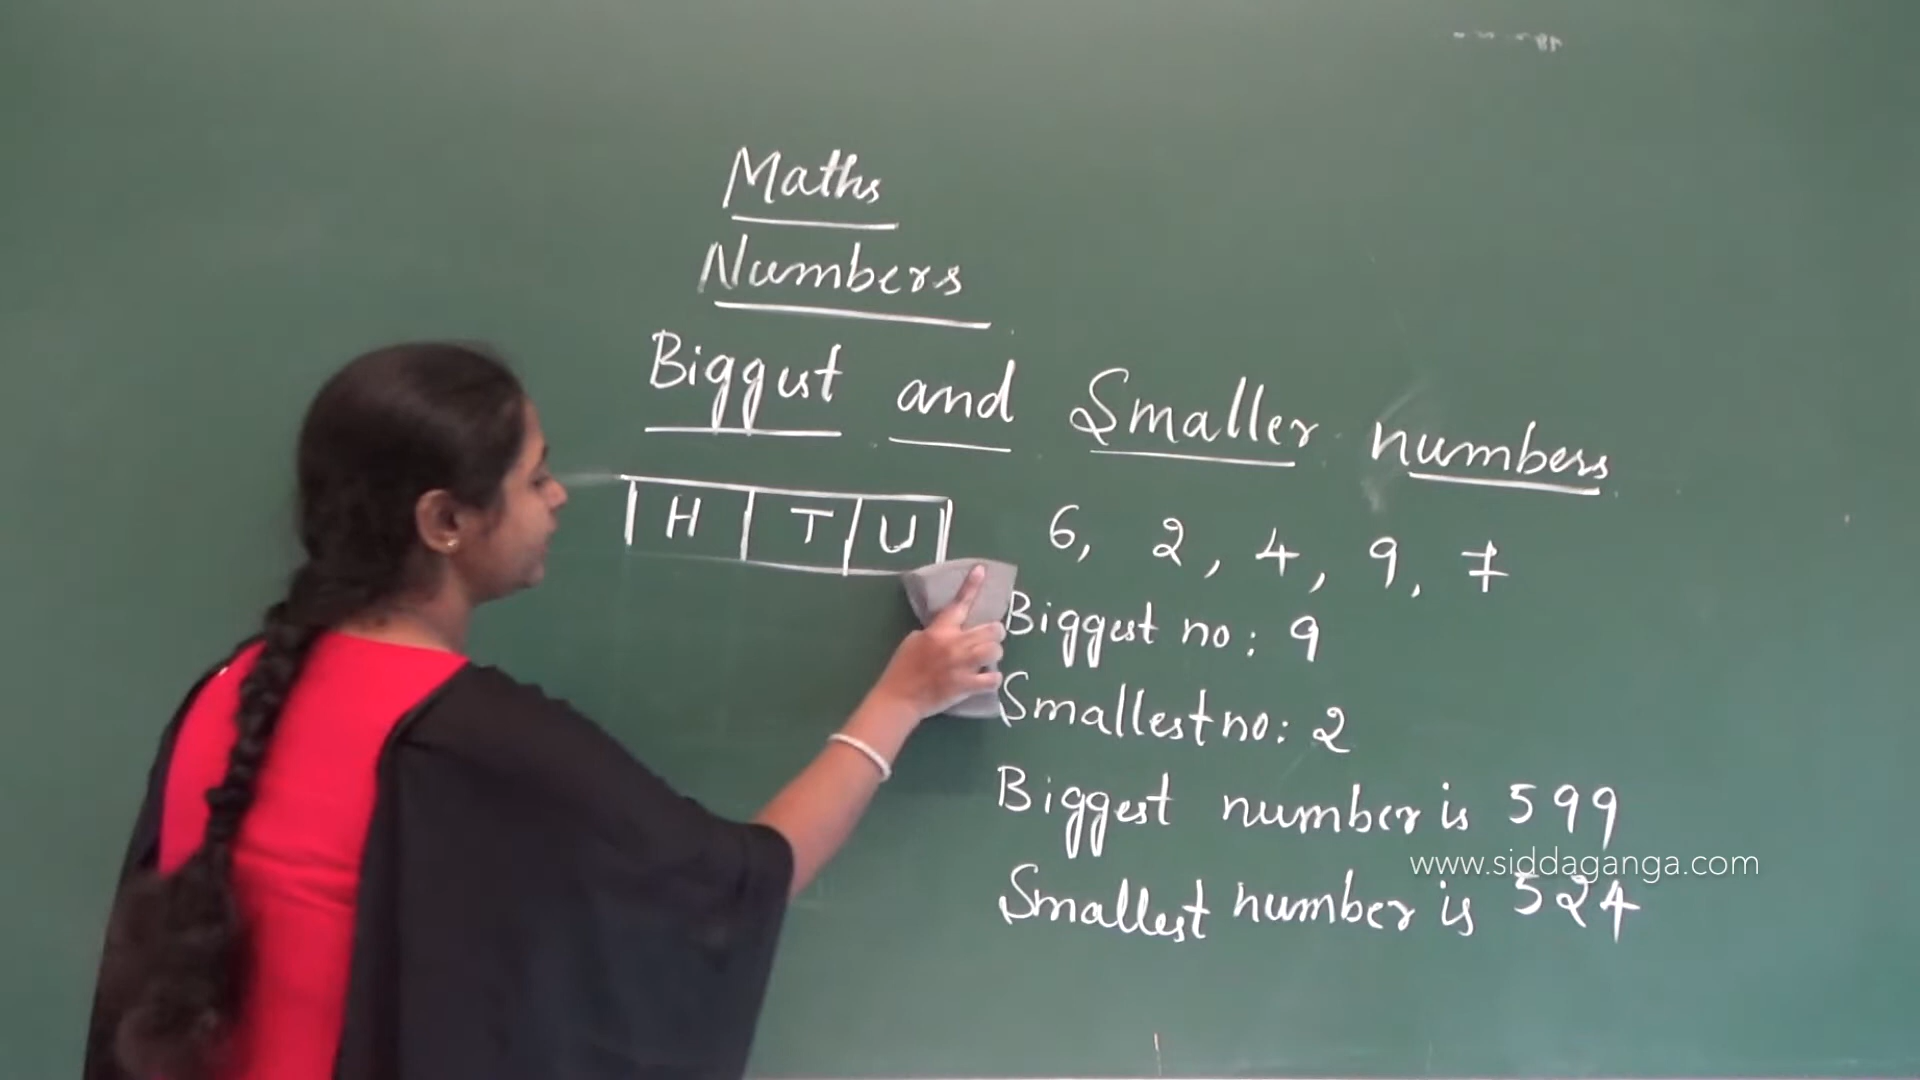 Maths
Numbers
Biggest and Smaller numbers
H T U
6, 2, 4, 9, 7
Biggest no: 9
Smallest no: 2
Biggest number is 599
www.siddaganga.com
Smallest number is 524